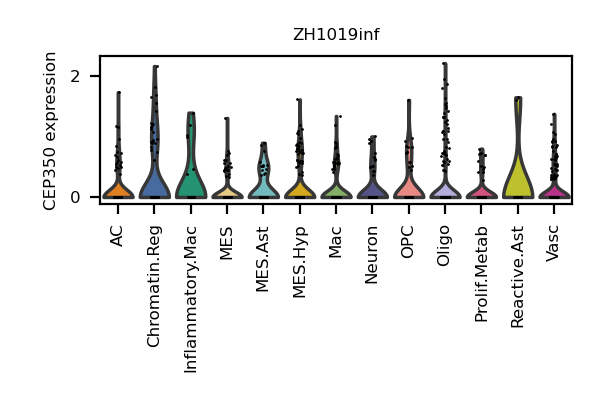 ZH1019inf
CEP350 expression
2
0
AC
Chromatin.Reg
Inflammatory.Mac
MES
MES.Ast
MES.Hyp
Mac
Neuron
OPC
Oligo
Prolif.Metab
Reactive.Ast
Vasc